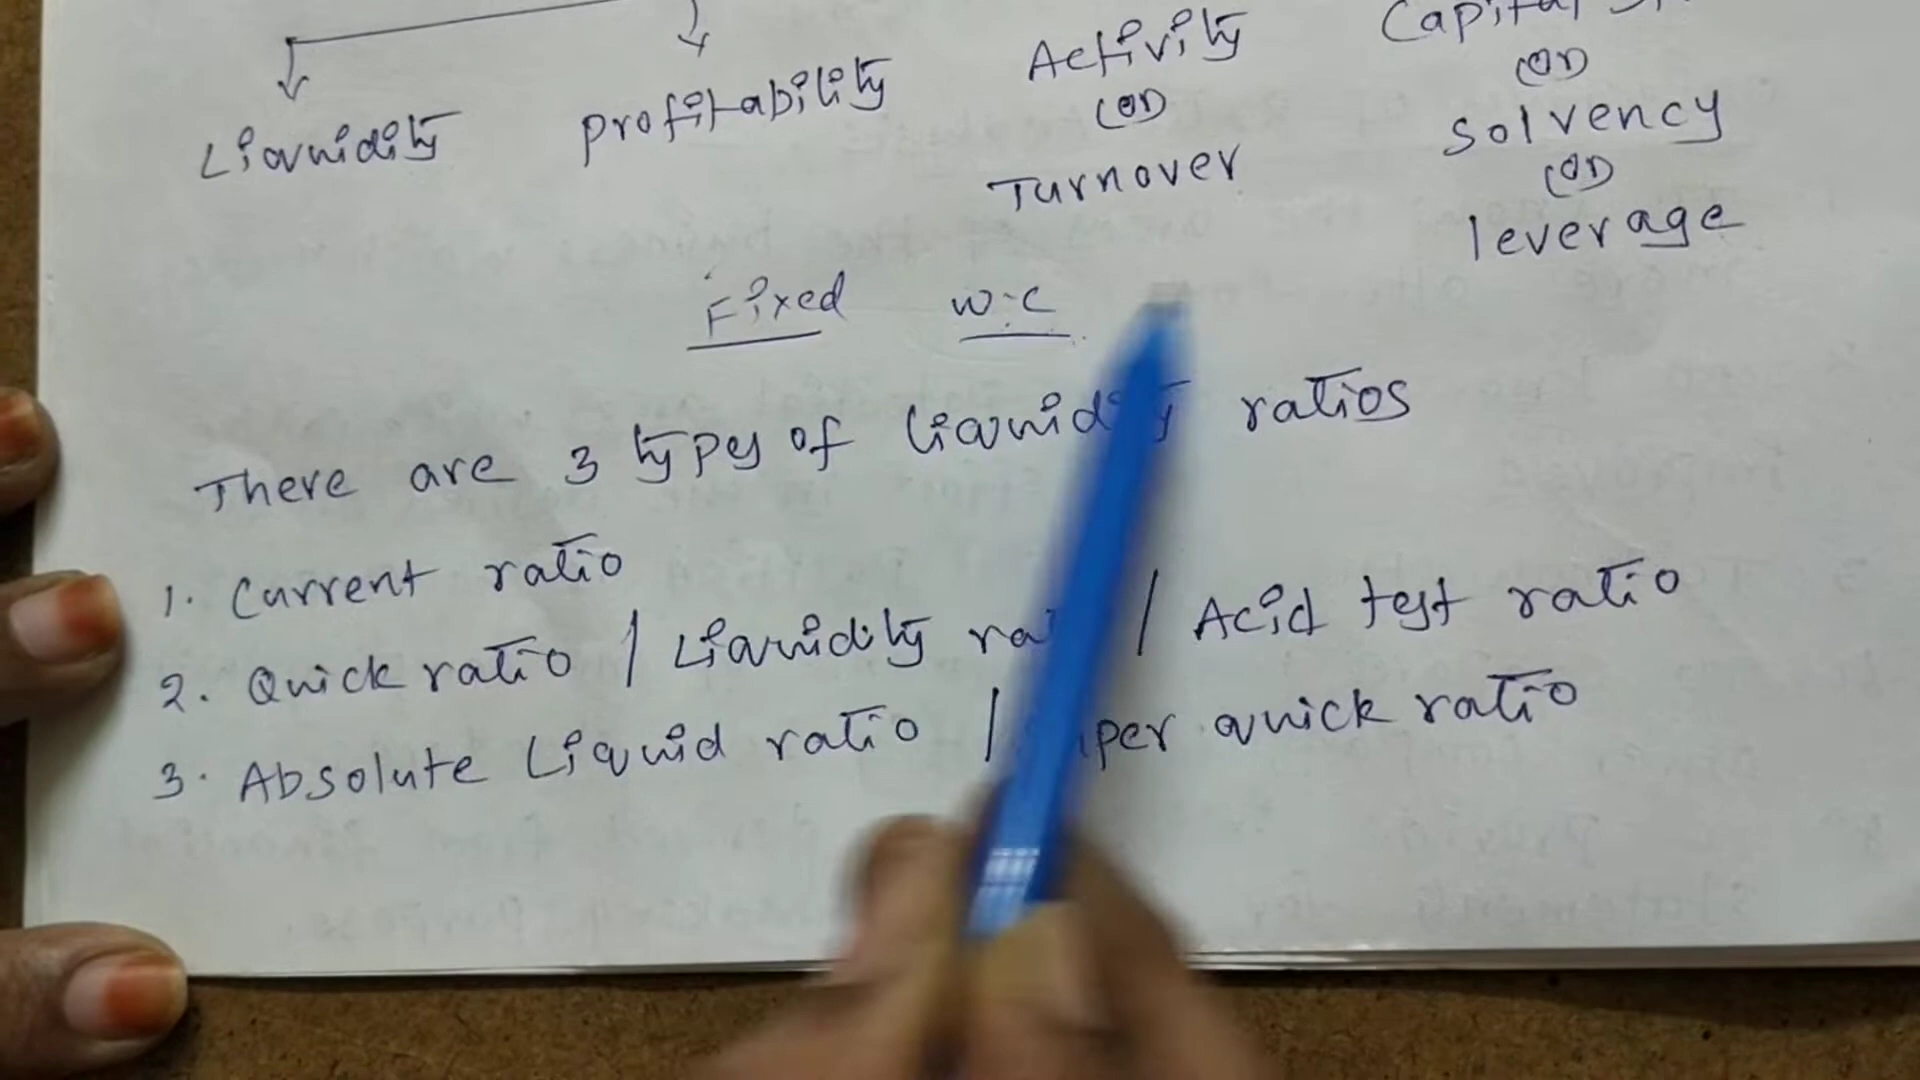 Liquidity profitability Activity (OR) Turnover Capital (OR) Solvency (OR) leverage
Fixed W.C
There are 3 types of liquidity ratios
1. Current ratio
2. Quick ratio / Liquidity / Acid test ratio
3. Absolute Liquid ratio / quick ratio